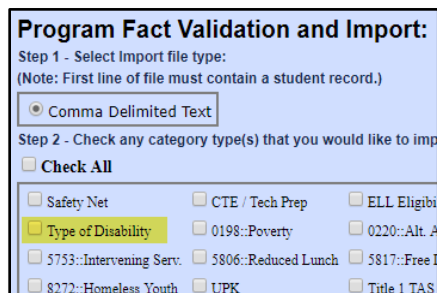 Program Fact Validation and Import:
Step 1 - Select Import file type:
(Note: First line of file must contain a student record.)
Comma Delimited Text
Step 2 - Check any category type(s) that you would like to
Check All
Safety Net CTE / Tech Prep ELL
Type of Disability 0198::Poverty 0220::Alt.
5753::Intervening Serv. 5806::Reduced Lunch 5817::Free
8272::Homeless Youth UPK Title 1 TAS